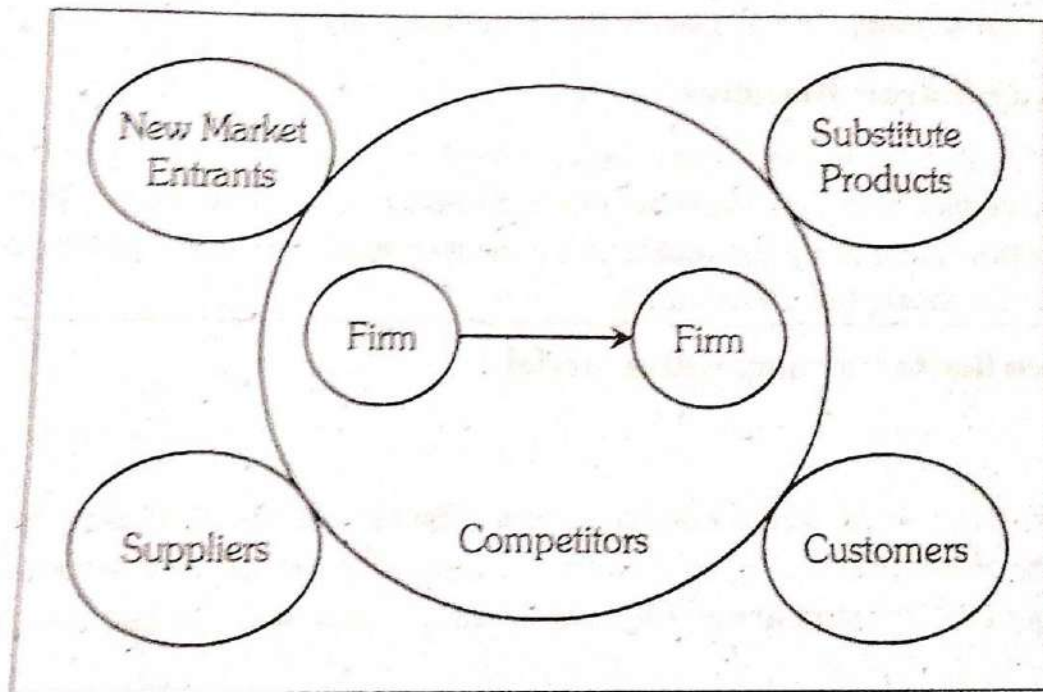 New Market
Entrants
Substitute
Products
Firm
Firm
Suppliers
Competitors
Customers